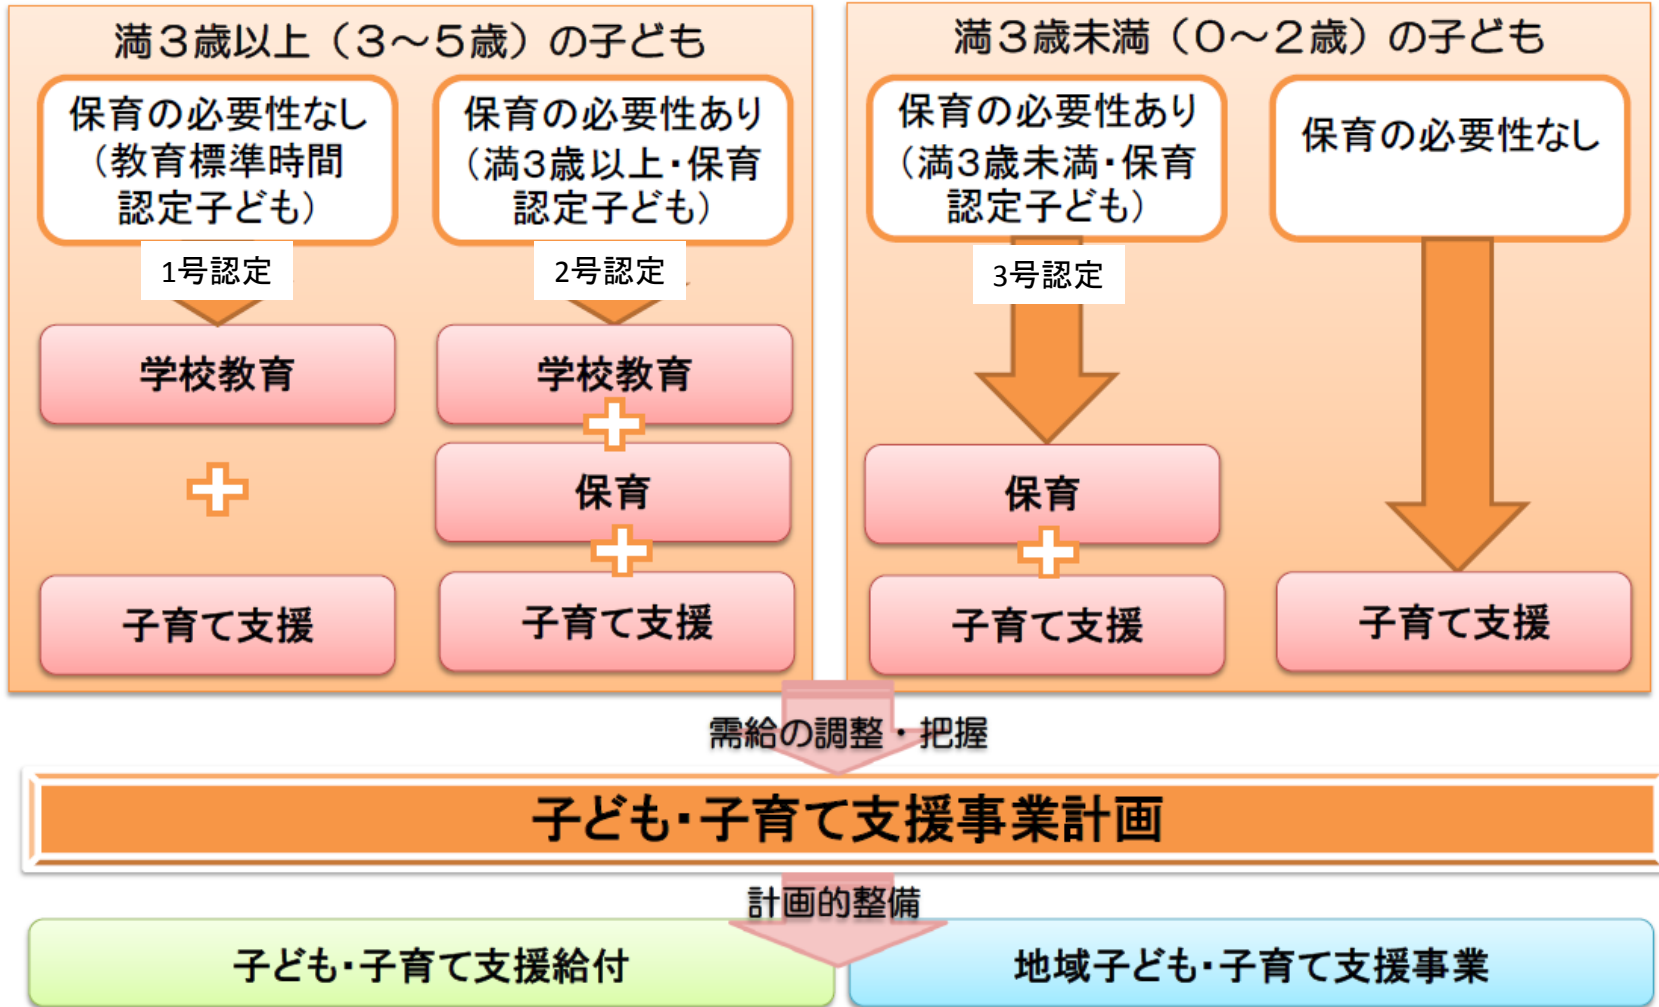 満３歳以上（３～５歳）の子ども
保育の必要性なし
（教育標準時間
認定子ども）
1号認定
学校教育
子育て支援
保育の必要性あり
（満３歳以上・保育
認定子ども）
2号認定
学校教育
保育
子育て支援
満３歳未満（０～２歳）の子ども
保育の必要性あり
（満３歳未満・保育
認定子ども）
3号認定
保育
子育て支援
保育の必要性なし
子育て支援
需給の調整・把握
子ども・子育て支援事業計画
計画的整備
子ども・子育て支援給付
地域子ども・子育て支援事業